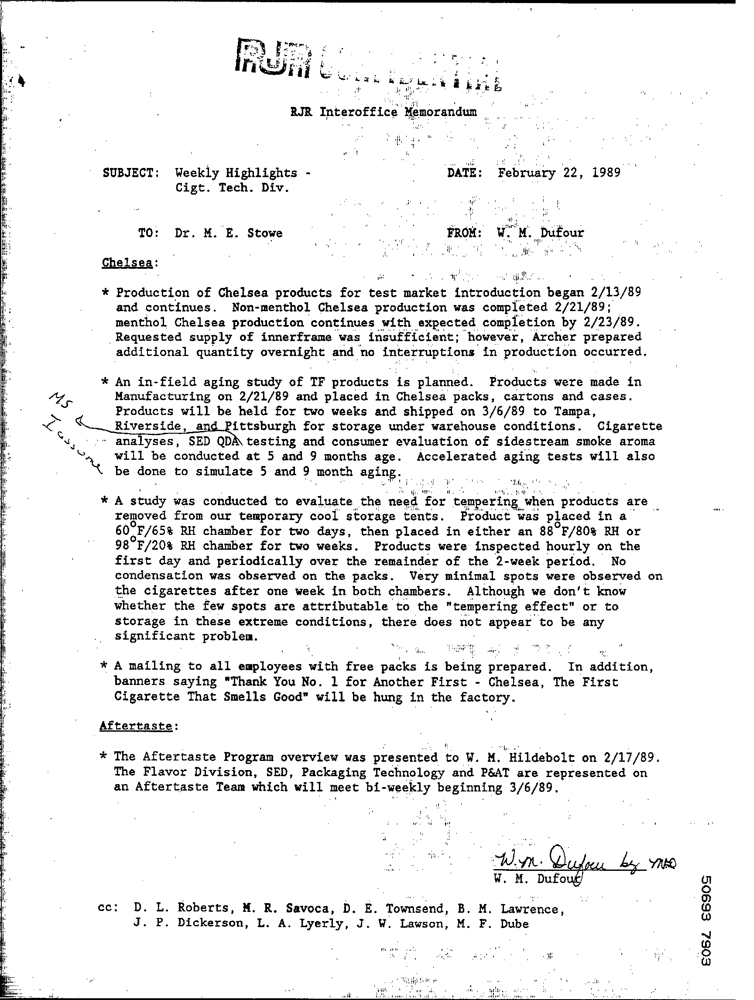 RJR CONFIDENTIAL
RJR Interoffice Memorandum
SUBJECT: Weekly Highlights - DATE: February 22, 1989
Cigt. Tech. Div.
TO: Dr. M. E. Stowe FROM: W. M. Dufour
Chelsea:
* Production of Chelsea products for test market introduction began 2/13/89
and continues. Non-menthol Chelsea production was completed 2/21/89;
menthol Chelsea production continues with expected completion by 2/23/89.
Requested supply of innerframe was insufficient; however, Archer prepared
additional quantity overnight and no interruptions in production occurred.
* An in-field aging study of TF products is planned. Products were made in
Manufacturing on 2/21/89 and placed in Chelsea packs, cartons and cases.
Products will be held for two weeks and shipped on 3/6/89 to Tampa,
Riverside, and Pittsburgh for storage under warehouse conditions. Cigarette
analyses, SED QDA testing and consumer evaluation of sidestream smoke aroma
will be conducted at 5 and 9 months age. Accelerated aging tests will also
be done to simulate 5 and 9 month aging.
MS &
I assume
* A study was conducted to evaluate the need for tempering when products are
removed from our temporary cool storage tents. Product was placed in a
60°F/65% RH chamber for two days, then placed in either an 88°F/80% RH or
98°F/20% RH chamber for two weeks. Products were inspected hourly on the
first day and periodically over the remainder of the 2-week period. No
condensation was observed on the packs. Very minimal spots were observed on
the cigarettes after one week in both chambers. Although we don't know
whether the few spots are attributable to the "tempering effect" or to
storage in these extreme conditions, there does not appear to be any
significant problem.
* A mailing to all employees with free packs is being prepared. In addition,
banners saying "Thank You No. 1 for Another First - Chelsea, The First
Cigarette That Smells Good" will be hung in the factory.
Aftertaste:
* The Aftertaste Program overview was presented to W. M. Hildebolt on 2/17/89.
The Flavor Division, SED, Packaging Technology and P&AT are represented on
an Aftertaste Team which will meet bi-weekly beginning 3/6/89.
W. M. Dufour by
W. M. Dufour
cc: D. L. Roberts, M. R. Savoca, D. E. Townsend, B. M. Lawrence,
J. P. Dickerson, L. A. Lyerly, J. W. Lawson, M. F. Dube
50693 7903